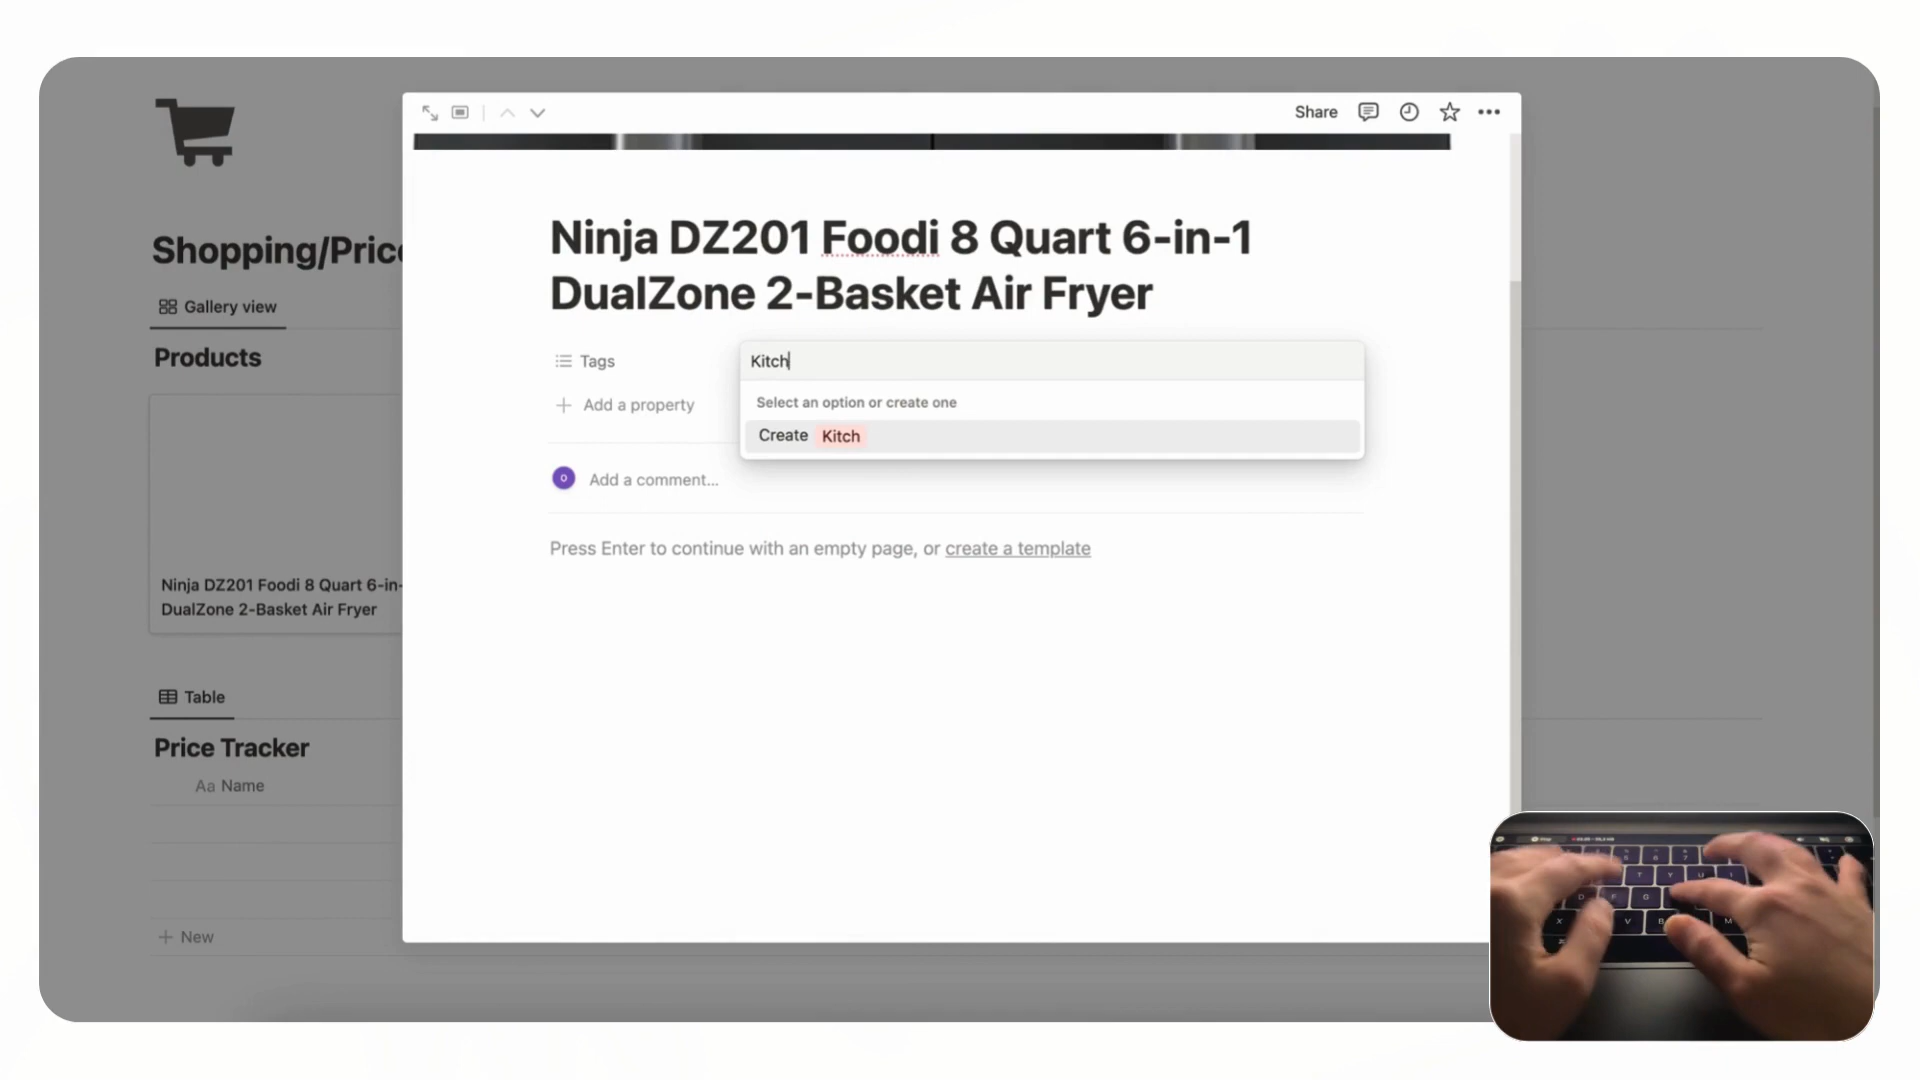 Share
Shopping/Pric
Gallery view
Products
Ninja DZ201 Foodi 8 Quart 6-in-
DualZone 2-Basket Air Fryer
Table
Price Tracker
Aa Name
New
Ninja DZ201 Foodi 8 Quart 6-in-1
DualZone 2-Basket Air Fryer
Tags
Kitch
Add a property
Select an option or create one
Create Kitch
Add a comment...
Press Enter to continue with an empty page, or create a template